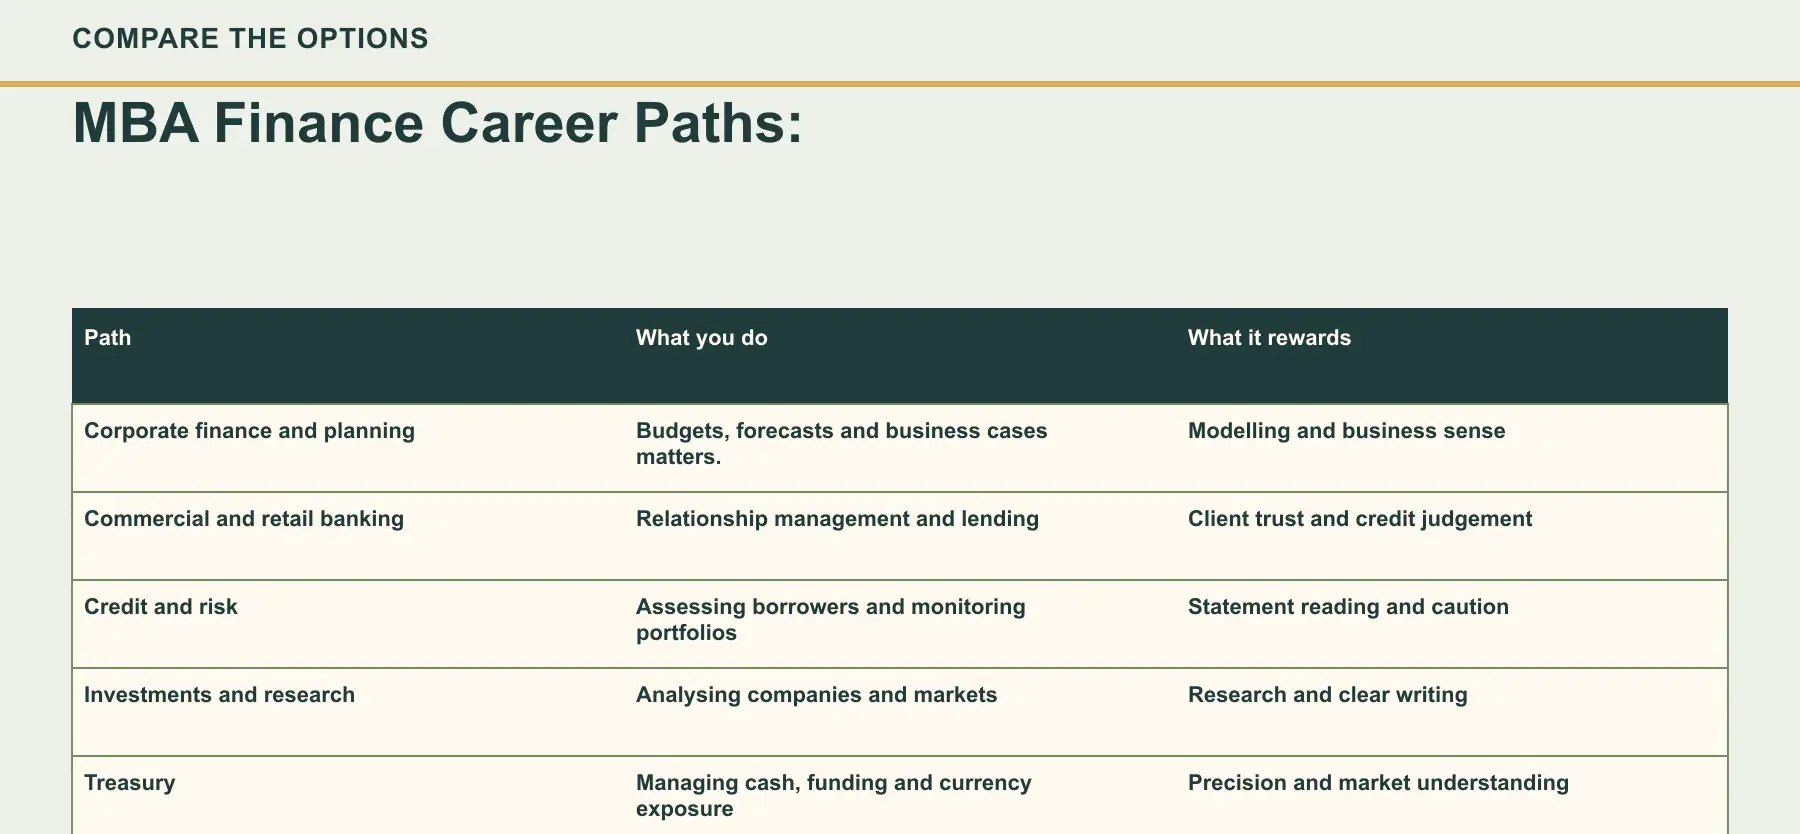 COMPARE THE OPTIONS
MBA Finance Career Paths:
Path What you do What it rewards
Corporate finance and planning Budgets, forecasts and business cases Modelling and business sense
matters.
Commercial and retail banking Relationship management and lending Client trust and credit judgement
Credit and risk Assessing borrowers and monitoring Statement reading and caution
portfolios
Investments and research Analysing companies and markets Research and clear writing
Treasury Managing cash, funding and currency Precision and market understanding
exposure